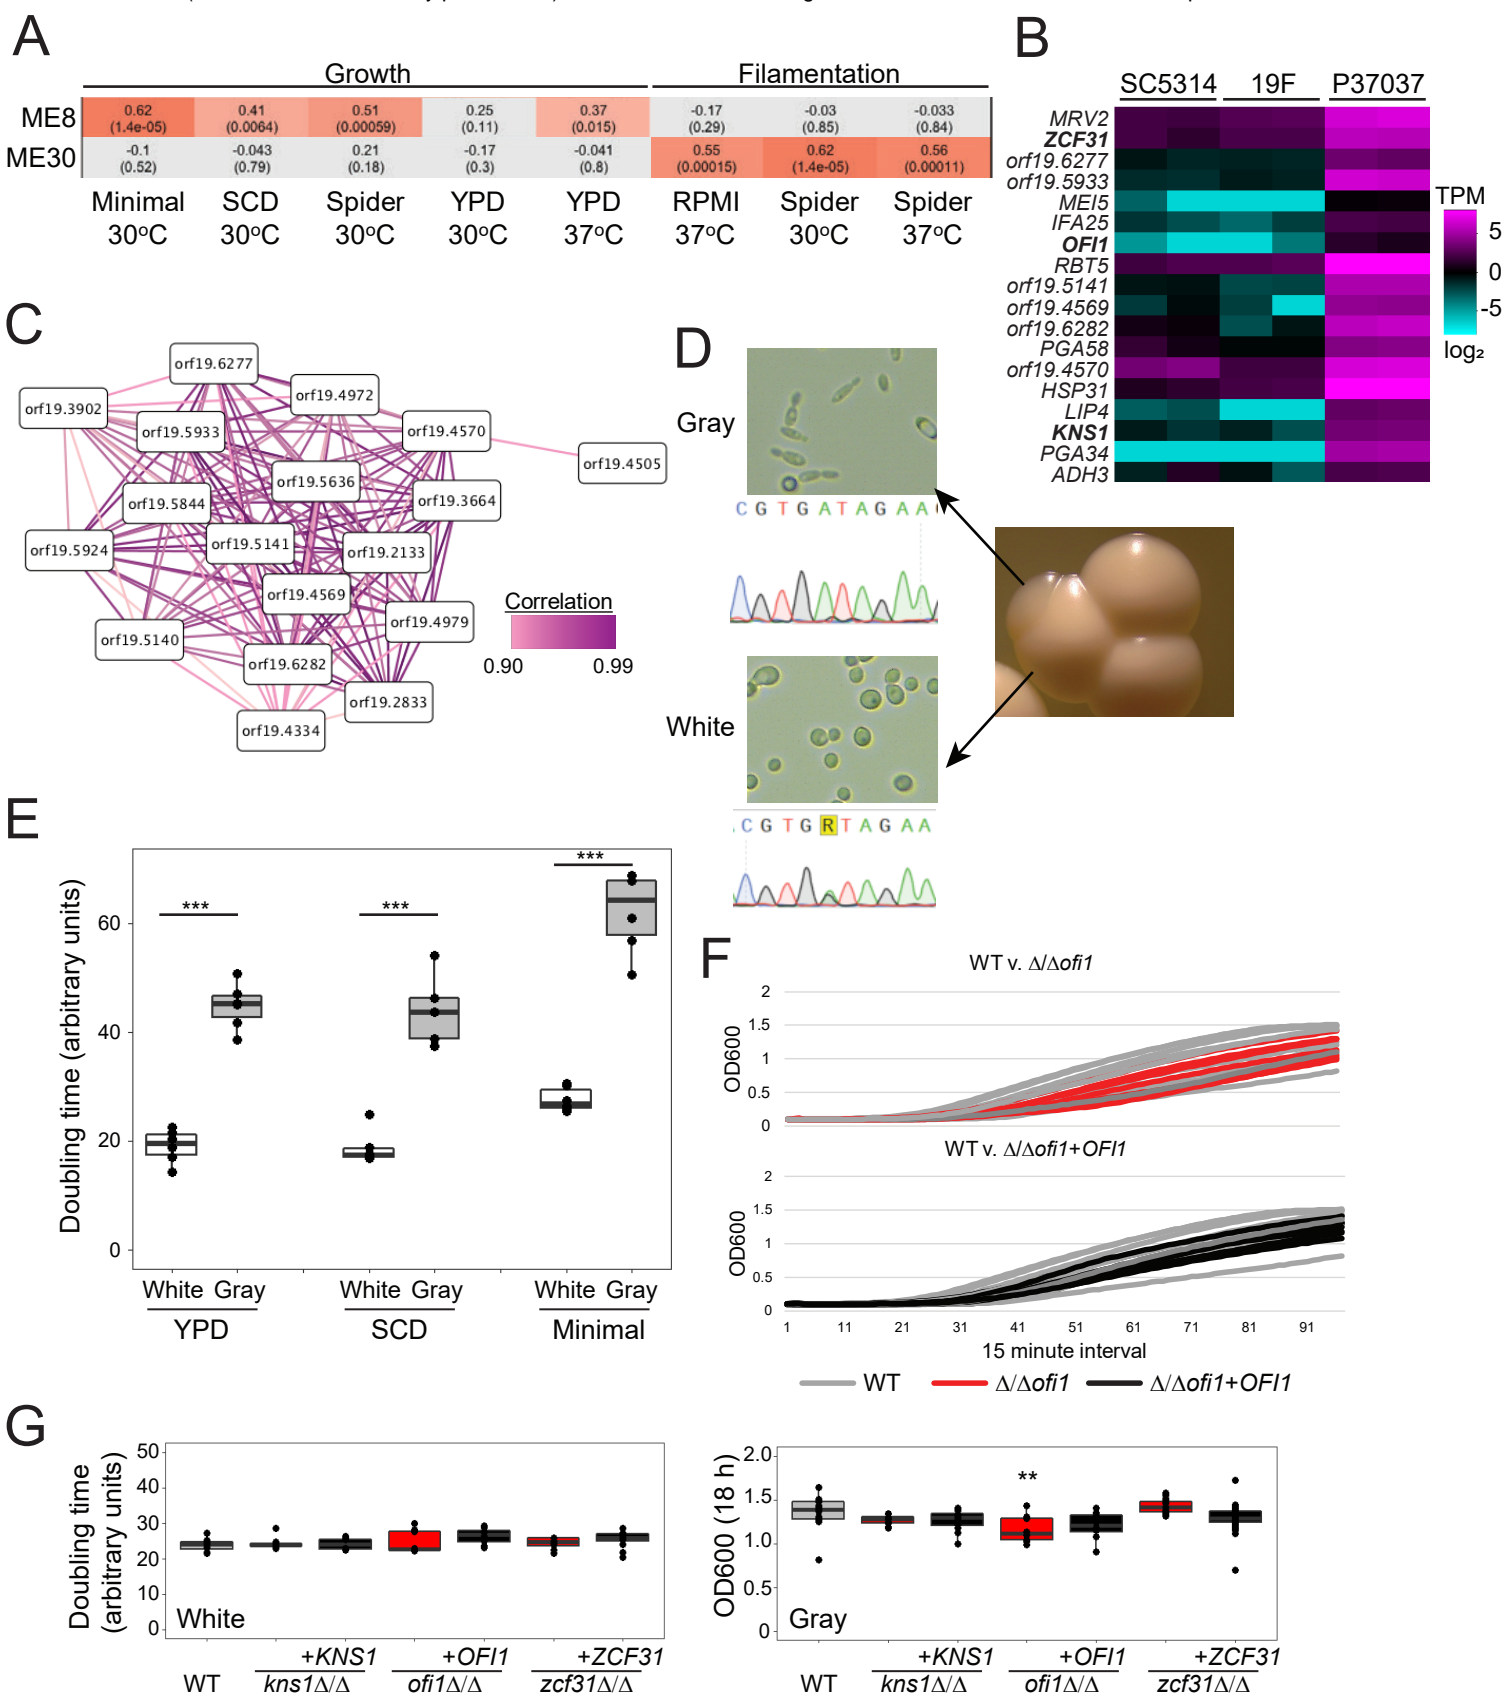 A
Growth
Filamentation
ME8
0.62 0.41 0.51 0.25 0.37 -0.17 -0.03 -0.033
(1.4e-05) (0.0064) (0.00059) (0.11) (0.015) (0.29) (0.85) (0.84)
ME30
-0.1 -0.043 0.21 -0.17 -0.041 0.55 0.62 0.56
(0.52) (0.79) (0.18) (0.3) (0.8) (0.00015) (1.4e-05) (0.00011)
Minimal SCD Spider YPD YPD RPMI Spider Spider
30°C 30°C 30°C 30°C 37°C 37°C 30°C 37°C
B
SC5314 19F P37037
MRV2
ZCF31
orf19.6277
orf19.5933
MEI5
IFA25
OFI1
RBT5
orf19.5141
orf19.4569
orf19.6282
PGA58
orf19.4570
HSP31
LIP4
KNS1
PGA34
ADH3
TPM
5
0
-5
log₂
C
orf19.6277
orf19.4972
orf19.3902
orf19.5933
orf19.4570
orf19.4505
orf19.5636
orf19.5844
orf19.3664
orf19.5924
orf19.5141
orf19.2133
orf19.4569
orf19.4979
orf19.5140
orf19.6282
orf19.2833
orf19.4334
Correlation
0.90 0.99
D
Gray
C G T G A T A G A A
White
C G T G R T A G A A
E
Doubling time (arbitrary units)
60
40
20
0
*** *** ***
White Gray White Gray White Gray
YPD SCD Minimal
F
WT v. Δ/Δofi1
OD600
2
1.5
1
0.5
0
WT v. Δ/Δofi1+OFI1
OD600
2
1.5
1
0.5
0
1 11 21 31 41 51 61 71 81 91
15 minute interval
WT Δ/Δofi1 Δ/Δofi1+OFI1
G
Doubling time
(arbitrary units)
50
40
30
20
10
0
White
+KNS1 +OFI1 +ZCF31
WT kns1Δ/Δ ofi1Δ/Δ zcf31Δ/Δ
OD600 (18 h)
2.0
1.5
1.0
0.5
0
**
Gray
+KNS1 +OFI1 +ZCF31
WT kns1Δ/Δ ofi1Δ/Δ zcf31Δ/Δ